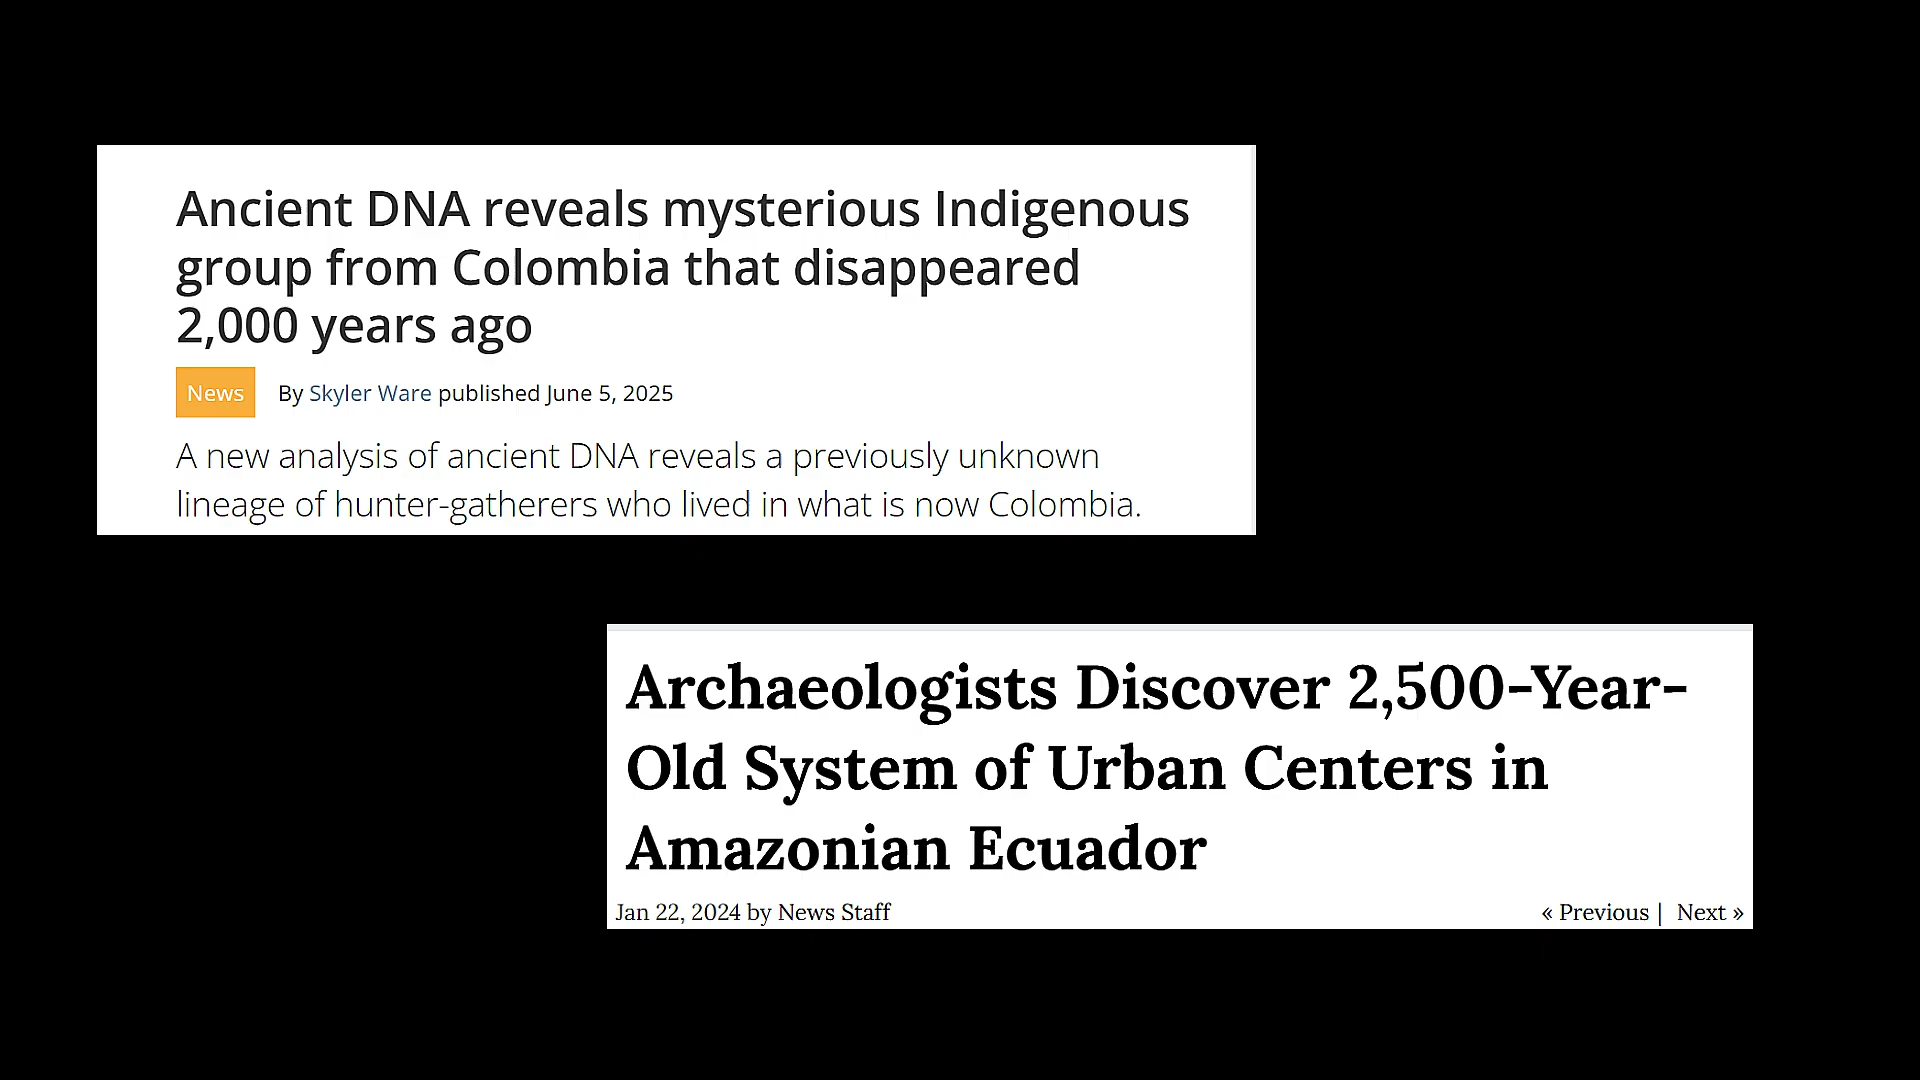 Ancient DNA reveals mysterious Indigenous
group from Colombia that disappeared
2,000 years ago
News By Skyler Ware published June 5, 2025
A new analysis of ancient DNA reveals a previously unknown
lineage of hunter-gatherers who lived in what is now Colombia.
Archaeologists Discover 2,500-Year-
Old System of Urban Centers in
Amazonian Ecuador
Jan 22, 2024 by News Staff « Previous | Next »